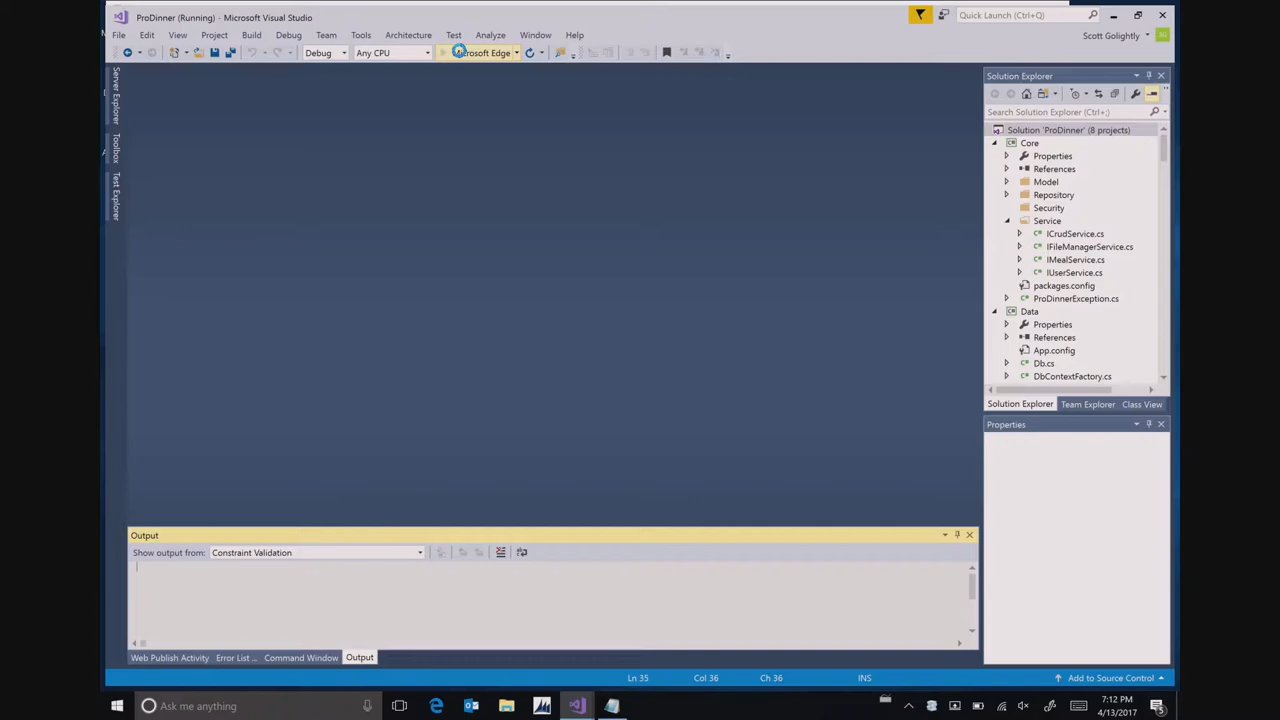 ProDinner (Running) - Microsoft Visual Studio
Quick Launch (Ctrl+Q)
File Edit View Project Build Debug Team Tools Architecture Test Analyze Window Help
Scott Golightly
SG
Debug Any CPU Microsoft Edge
Server Explorer
Toolbox
Test Explorer
Solution Explorer
Search Solution Explorer (Ctrl+;)
Solution 'ProDinner' (8 projects)
Core
Properties
References
Model
Repository
Security
Service
ICrudService.cs
IFileManagerService.cs
IMealService.cs
IUserService.cs
packages.config
ProDinnerException.cs
Data
Properties
References
App.config
Db.cs
DbContextFactory.cs
Solution Explorer Team Explorer Class View
Properties
Output
Show output from: Constraint Validation
Web Publish Activity Error List ... Command Window Output
Ln 35 Col 36 Ch 36 INS Add to Source Control
Ask me anything
7:12 PM
4/13/2017
5